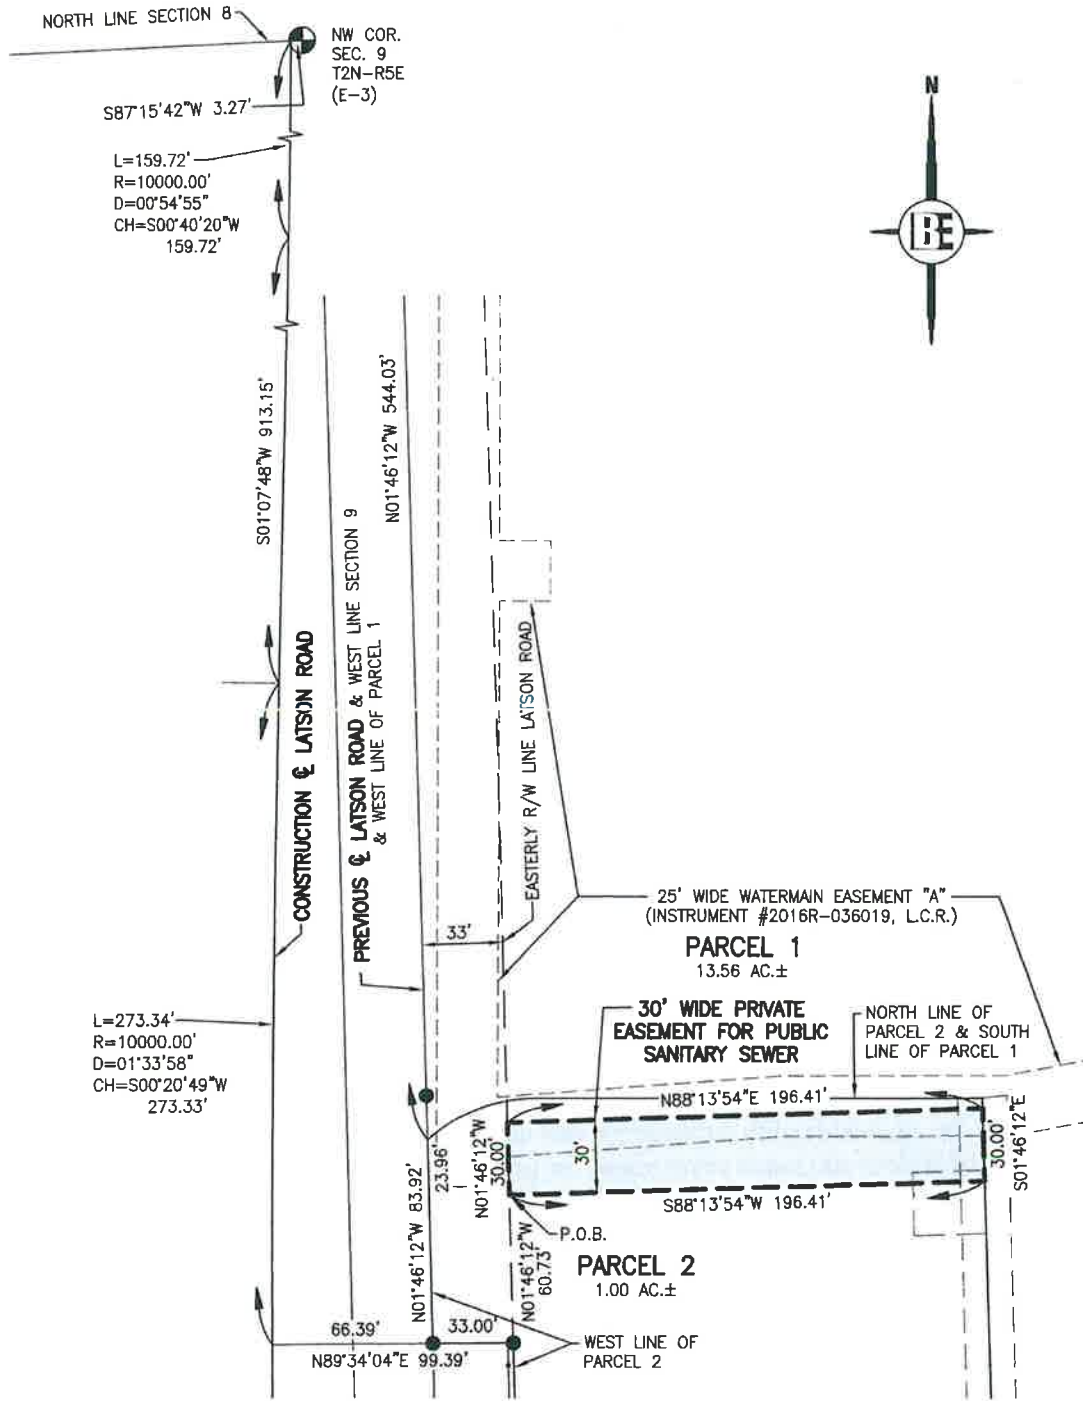 NORTH LINE SECTION 8
NW COR.
SEC. 9
T2N-R5E
(E-3)
S87°15'42"W 3.27'
L=159.72'
R=10000.00'
D=00°54'55"
CH=S00°40'20"W
159.72'
N
BE
S01°07'48"W 913.15'
N01°46'12"W 544.03'
CONSTRUCTION ℄ LATSON ROAD
PREVIOUS ℄ LATSON ROAD & WEST LINE SECTION 9
& WEST LINE OF PARCEL 1
EASTERLY R/W LINE LATSON ROAD
33'
25' WIDE WATERMAIN EASEMENT "A"
(INSTRUMENT #2016R-036019, L.C.R.)
PARCEL 1
13.56 AC.±
30' WIDE PRIVATE
EASEMENT FOR PUBLIC
SANITARY SEWER
NORTH LINE OF
PARCEL 2 & SOUTH
LINE OF PARCEL 1
L=273.34'
R=10000.00'
D=01°33'58"
CH=S00°20'49"W
273.33'
N88°13'54"E 196.41'
N01°46'12"W 83.92'
23.96'
N01°46'12"W
30.00'
30'
30.00'
S01°46'12"E
S88°13'54"W 196.41'
P.O.B.
N01°46'12"W
60.73'
PARCEL 2
1.00 AC.±
66.39'
33.00'
N89°34'04"E 99.39'
WEST LINE OF
PARCEL 2